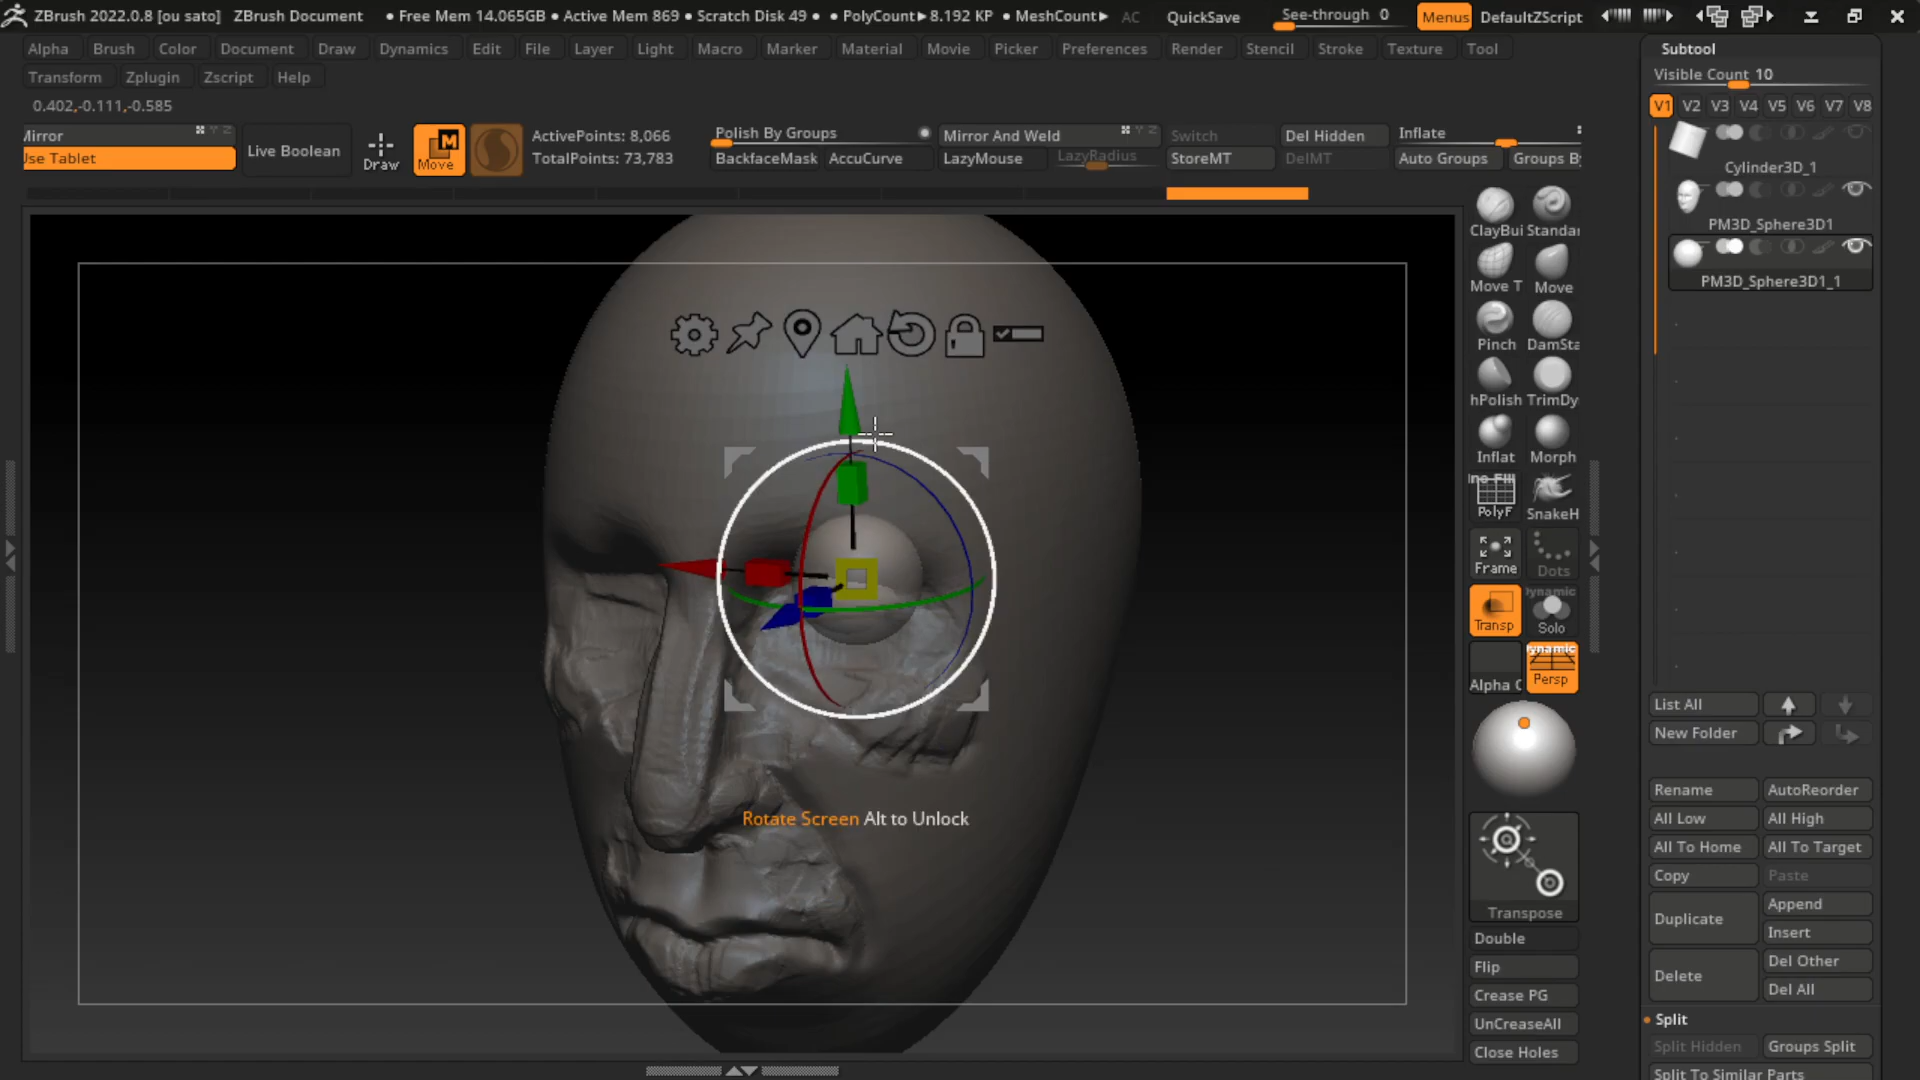 ZBrush 2022.0.8 [ou sato] ZBrush Document • Free Mem 14.065GB • Active Mem 869 • Scratch Disk 49 • • PolyCount▶ 8.192 KP • MeshCount▶ AC QuickSave See-through 0 Menus DefaultZScript
Alpha Brush Color Document Draw Dynamics Edit File Layer Light Macro Marker Material Movie Picker Preferences Render Stencil Stroke Texture Tool
Transform Zplugin Zscript Help
0.402,-0.111,-0.585
Mirror
Use Tablet
Live Boolean
Draw
Move
M
ActivePoints: 8,066
TotalPoints: 73,783
Polish By Groups
BackfaceMask AccuCurve
Mirror And Weld
LazyMouse LazyRadius
Switch Del Hidden
StoreMT DelMT
Inflate
Auto Groups Groups By
ClayBui Standa
Move T Move
Pinch DamSta
hPolish TrimDy
Inflat Morph
PolyF SnakeH
Frame Dots
Dynamic
Transp Solo
Dynamic
Alpha Persp
Transpose
Double
Flip
Crease PG
UnCreaseAll
Close Holes
Rotate Screen Alt to Unlock
Subtool
Visible Count 10
V1 V2 V3 V4 V5 V6 V7 V8
Cylinder3D_1
PM3D_Sphere3D1
PM3D_Sphere3D1_1
List All
New Folder
Rename AutoReorder
All Low All High
All To Home All To Target
Copy Paste
Duplicate Append
Insert
Delete Del Other
Del All
Split
Split Hidden Groups Split
Split To Similar Parts